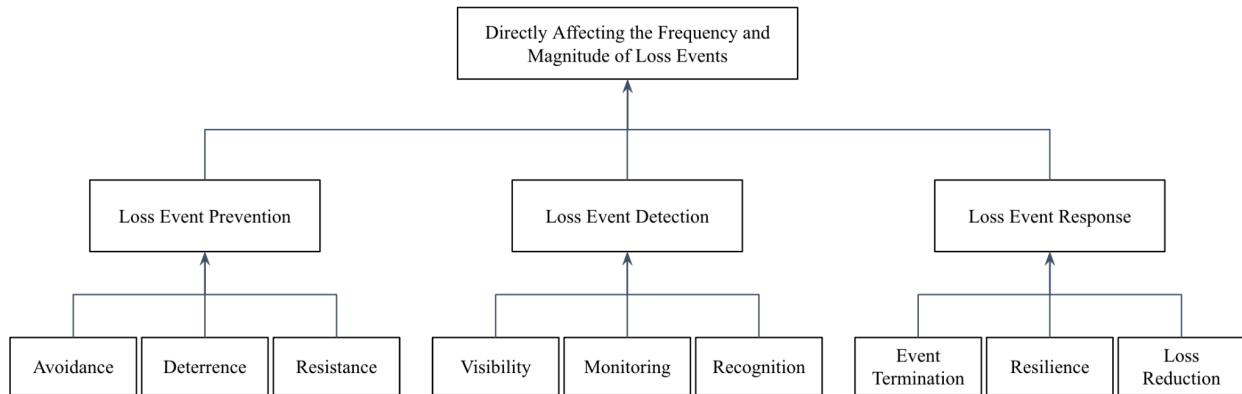 Directly Affecting the Frequency and
Magnitude of Loss Events
Loss Event Prevention
Loss Event Detection
Loss Event Response
Avoidance
Deterrence
Resistance
Visibility
Monitoring
Recognition
Event
Termination
Resilience
Loss
Reduction